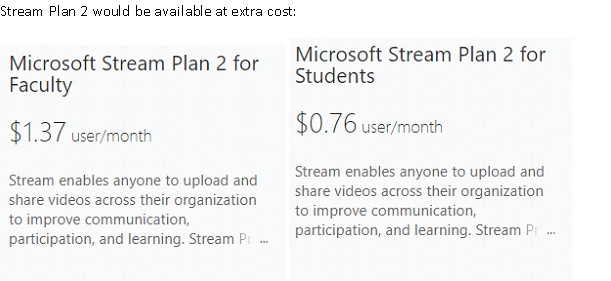 Stream Plan 2 would be available at extra cost:
Microsoft Stream Plan 2 for
Faculty
$1.37 user/month
Stream enables anyone to upload and
share videos across their organization
to improve communication,
participation, and learning. Stream Pr ...
Microsoft Stream Plan 2 for
Students
$0.76 user/month
Stream enables anyone to upload and
share videos across their organization
to improve communication,
participation, and learning. Stream Pr ...